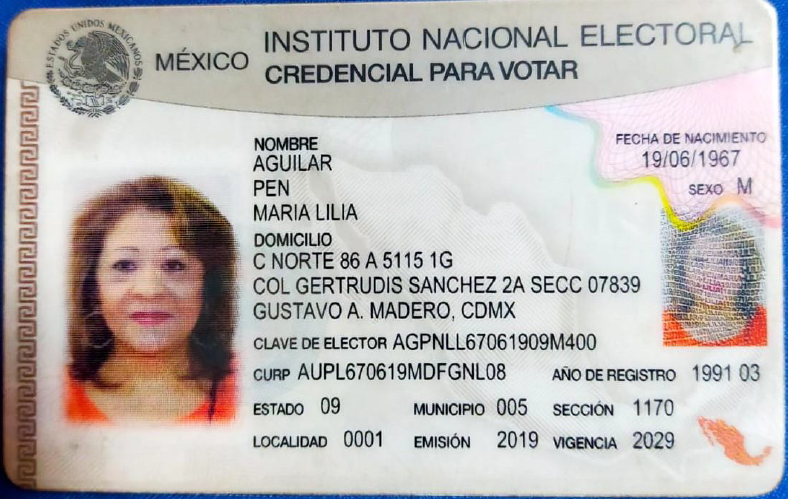 ESTADOS UNIDOS MEXICANOS
MÉXICO
INSTITUTO NACIONAL ELECTORAL
CREDENCIAL PARA VOTAR
NOMBRE
AGUILAR
PEN
MARIA LILIA
FECHA DE NACIMIENTO
19/06/1967
SEXO M
DOMICILIO
C NORTE 86 A 5115 1G
COL GERTRUDIS SANCHEZ 2A SECC 07839
GUSTAVO A. MADERO, CDMX
CLAVE DE ELECTOR AGPNLL67061909M400
CURP AUPL670619MDFGNL08 AÑO DE REGISTRO 1991 03
ESTADO 09 MUNICIPIO 005 SECCIÓN 1170
LOCALIDAD 0001 EMISIÓN 2019 VIGENCIA 2029